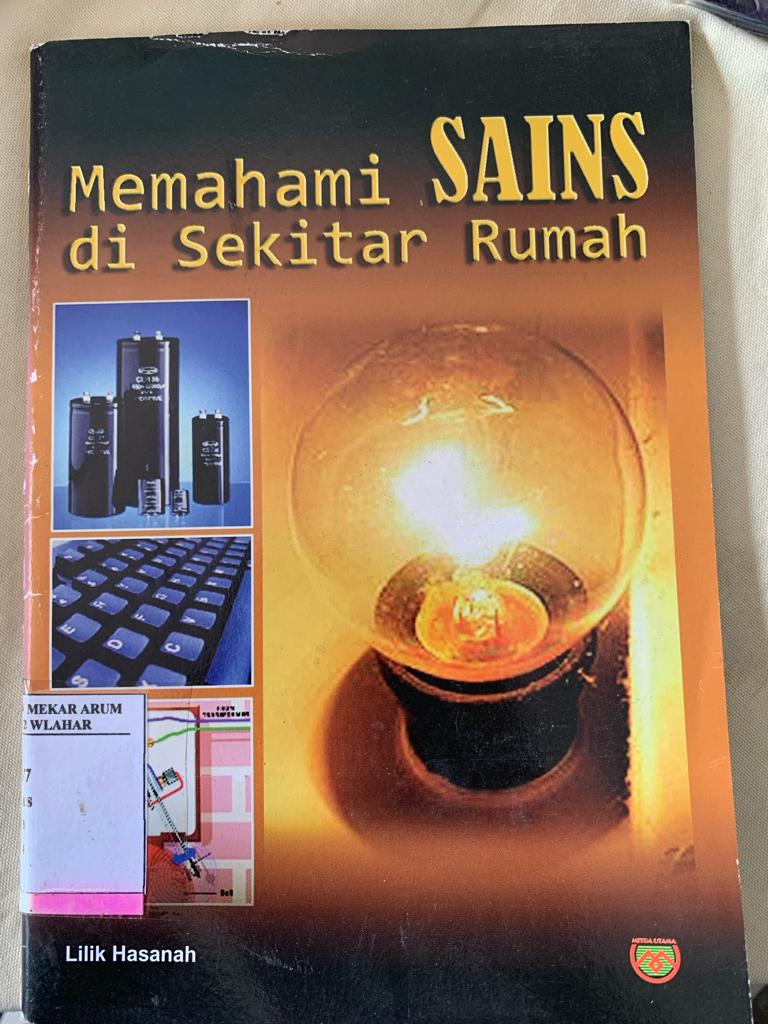 Memahami SAINS
di Sekitar Rumah
MEKAR ARUM
WLAHAR
Lilik Hasanah